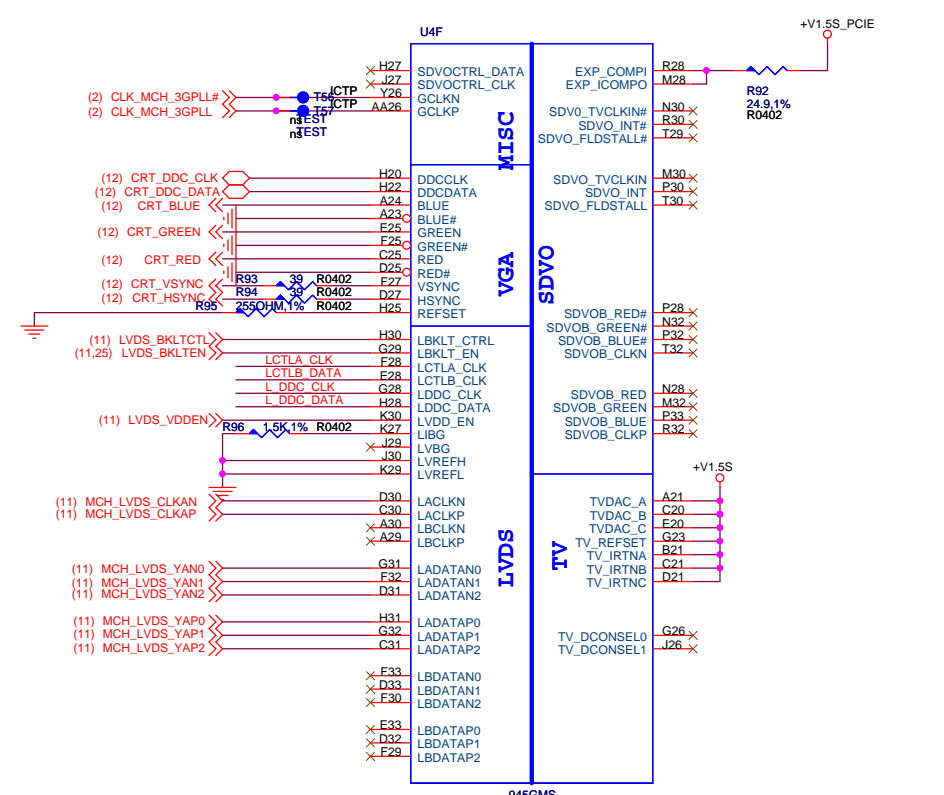 U4F
+V1.5S_PCIE
H27 SDVOCTRL_DATA EXP_COMPI R28
J27 SDVOCTRL_CLK EXP_ICOMPO M28
R92
24.9,1%
R0402
(2) CLK_MCH_3GPLL# T56 ICTP Y26 GCLKN
(2) CLK_MCH_3GPLL T57 ICTP AA26 GCLKP
ns TEST
ns TEST
MISC
SDV0_TVCLKIN# N30
SDVO_INT# R30
SDVO_FLDSTALL# T29
(12) CRT_DDC_CLK H20 DDCCLK SDVO_TVCLKIN M30
(12) CRT_DDC_DATA H22 DDCDATA SDVO_INT P30
(12) CRT_BLUE A24 BLUE SDVO_FLDSTALL T30
A23 BLUE#
(12) CRT_GREEN E25 GREEN
F25 GREEN#
(12) CRT_RED C25 RED
D25 RED#
VGA
SDVO
(12) CRT_VSYNC R93 39 R0402 F27 VSYNC
(12) CRT_HSYNC R94 39 R0402 D27 HSYNC
R95 255OHM,1% R0402 H25 REFSET
SDVOB_RED# P28
SDVOB_GREEN# N32
SDVOB_BLUE# P32
SDVOB_CLKN T32
(11) LVDS_BKLTCTL H30 LBKLT_CTRL
(11,25) LVDS_BKLTEN G29 LBKLT_EN
LCTLA_CLK F28 LCTLA_CLK
LCTLB_DATA E28 LCTLB_CLK
L_DDC_CLK G28 LDDC_CLK
L_DDC_DATA H28 LDDC_DATA
SDVOB_RED N28
SDVOB_GREEN M32
SDVOB_BLUE P33
SDVOB_CLKP R32
(11) LVDS_VDDEN K30 LVDD_EN
R96 1.5K,1% R0402 K27 LIBG
J29 LVBG
J30 LVREFH
K29 LVREFL
+V1.5S
(11) MCH_LVDS_CLKAN D30 LACLKN
(11) MCH_LVDS_CLKAP C30 LACLKP
A30 LBCLKN
A29 LBCLKP
TVDAC_A A21
TVDAC_B C20
TVDAC_C E20
TV_REFSET G23
TV_IRTNA B21
TV_IRTNB C21
TV_IRTNC D21
LVDS
TV
(11) MCH_LVDS_YAN0 G31 LADATAN0
(11) MCH_LVDS_YAN1 F32 LADATAN1
(11) MCH_LVDS_YAN2 D31 LADATAN2
(11) MCH_LVDS_YAP0 H31 LADATAP0
(11) MCH_LVDS_YAP1 G32 LADATAP1
(11) MCH_LVDS_YAP2 C31 LADATAP2
TV_DCONSEL0 G26
TV_DCONSEL1 J26
F33 LBDATAN0
D33 LBDATAN1
F30 LBDATAN2
E33 LBDATAP0
D32 LBDATAP1
F29 LBDATAP2
945GMS